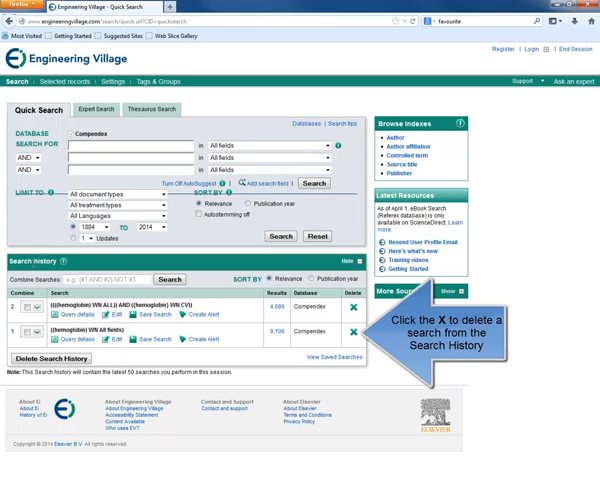 Firefox
Engineering Village - Quick Search
www.engineeringvillage.com/search/quick.url?CID=quicksearch
favourite
Most Visited Getting Started Suggested Sites Web Slice Gallery
Engineering Village
Register Login End Session
Search Selected records Settings Tags & Groups
Support Ask an expert
Quick Search Expert Search Thesaurus Search
Databases Search tips
DATABASE Compendex
SEARCH FOR in All fields
AND in All fields
AND in All fields
Turn Off AutoSuggest Add search field Search
LIMIT TO SORT BY
All document types Relevance Publication year
All treatment types Autostemming off
All Languages
1884 TO 2014
1 Updates
Search Reset
Browse Indexes
Author
Author affiliation
Controlled term
Source title
Publisher
Latest Resources
As of April 1, eBook Search
(Referex database) is only
available on ScienceDirect. Learn
more.
Resend User Profile Email
Here's what's new
Training videos
Getting Started
More Sour Show
Search history Hide
Combine Searches: e.g., (#1 AND #2) NOT #3 Search SORT BY Relevance Publication year
Combine Search Results Database Delete
2. ((((hemoglobin) WN ALL)) AND ((hemoglobin) WN CV)) 4,686 Compendex X
Query details Edit Save Search Create Alert
1. ((hemoglobin) WN All fields) 9,106 Compendex X
Query details Edit Save Search Create Alert
Delete Search History View Saved Searches
Note: This Search history will contain the latest 50 searches you perform in this session.
Click the X to delete a
search from the
Search History
About Ei
About Ei
History of Ei
About Engineering Village
About Engineering Village
Accessibility Statement
Content Available
Who uses EV?
Contact and Support
Contact and support
About Elsevier
About Elsevier
Terms and Conditions
Privacy Policy
ELSEVIER
Copyright © 2014 Elsevier B.V. All rights reserved.